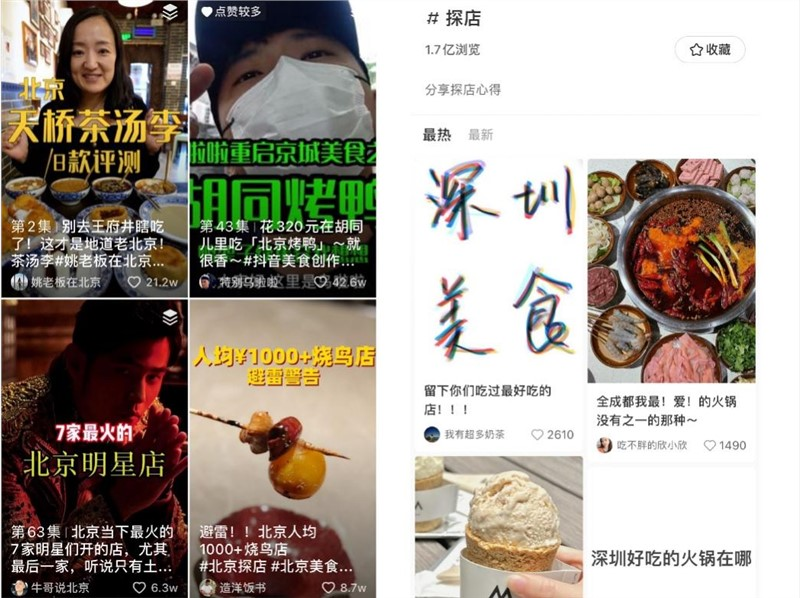 北京
天桥茶汤李
8款评测
第2集 | 别去王府井瞎吃
了！这才是地道老北京！
茶汤李#姚老板在北京...
姚老板在北京
21.2w
点赞较多
啦啦重启京城美食之
胡同烤鸭
第43集 | 花320元在胡同
儿里吃「北京烤鸭」～就
很香～#抖音美食创作...
特别乌啦啦
42.6w
7家最火的
北京明星店
第63集 | 北京当下最火的
7家明星们开的店，尤其
最后一家，听说只有土...
牛哥说北京
6.3w
人均¥1000+烧鸟店
避雷警告
避雷！！北京人均
1000+烧鸟店
#北京探店 #北京美食...
造洋饭书
8.7w
# 探店
1.7亿浏览
收藏
分享探店心得
最热
最新
深圳
美食
留下你们吃过最好吃的
店！！！
我有超多奶茶
2610
全成都我最！爱！的火锅
没有之一的那种～
吃不胖的欣小欣
1490
深圳好吃的火锅在哪